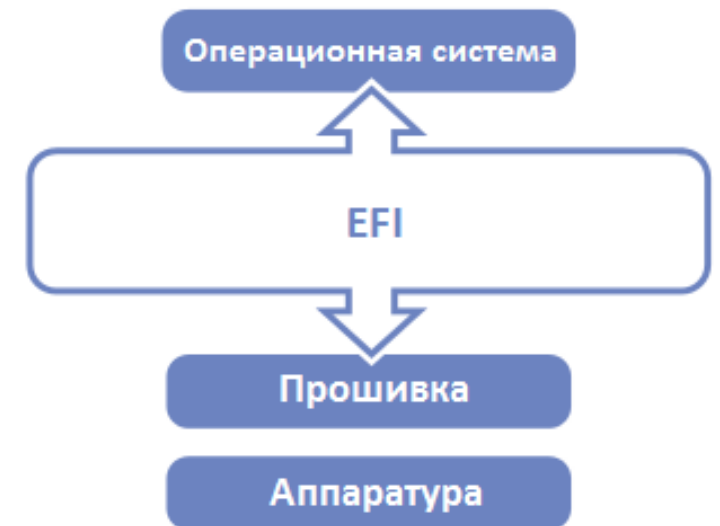 Операционная система
EFI
Прошивка
Аппаратура